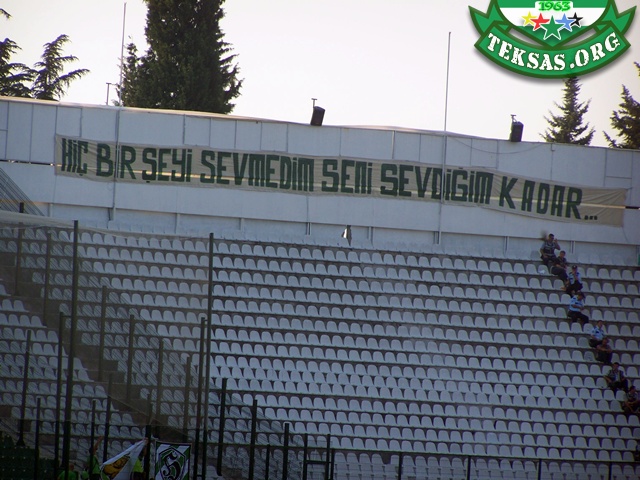 1963
TEKSAS.ORG
HİÇ BİR ŞEYİ SEVMEDİM SENİ SEVDİĞİM KADAR...